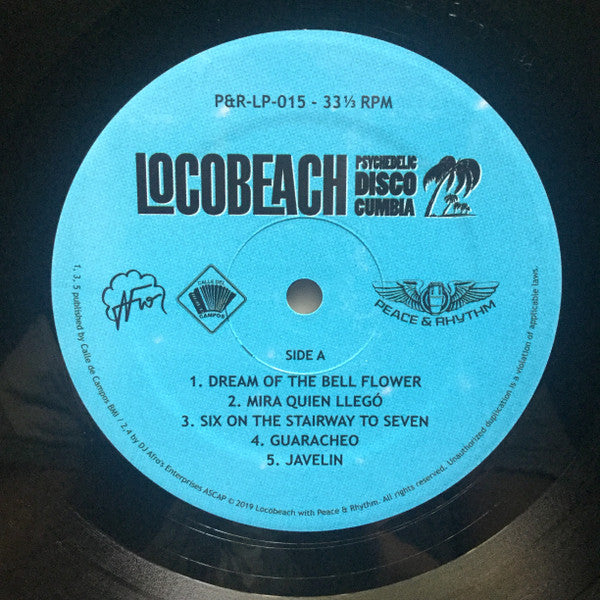 P&R-LP-015 - 33⅓ RPM
LOCOBEACH
PSYCHEDELIC
DISCO
CUMBIA
Afro
CALLE DEL
CAMPOS
PEACE & RHYTHM
SIDE A
1. DREAM OF THE BELL FLOWER
2. MIRA QUIEN LLEGÓ
3. SIX ON THE STAIRWAY TO SEVEN
4. GUARACHEO
5. JAVELIN
1, 3, 5 published by Calle de Campos BMI / 2,4 by DJ Afro's Enterprises ASCAP © 2019 Locobeach with Peace & Rhythm- All rights reserved. Unauthorized duplication is a violation of applicable laws.